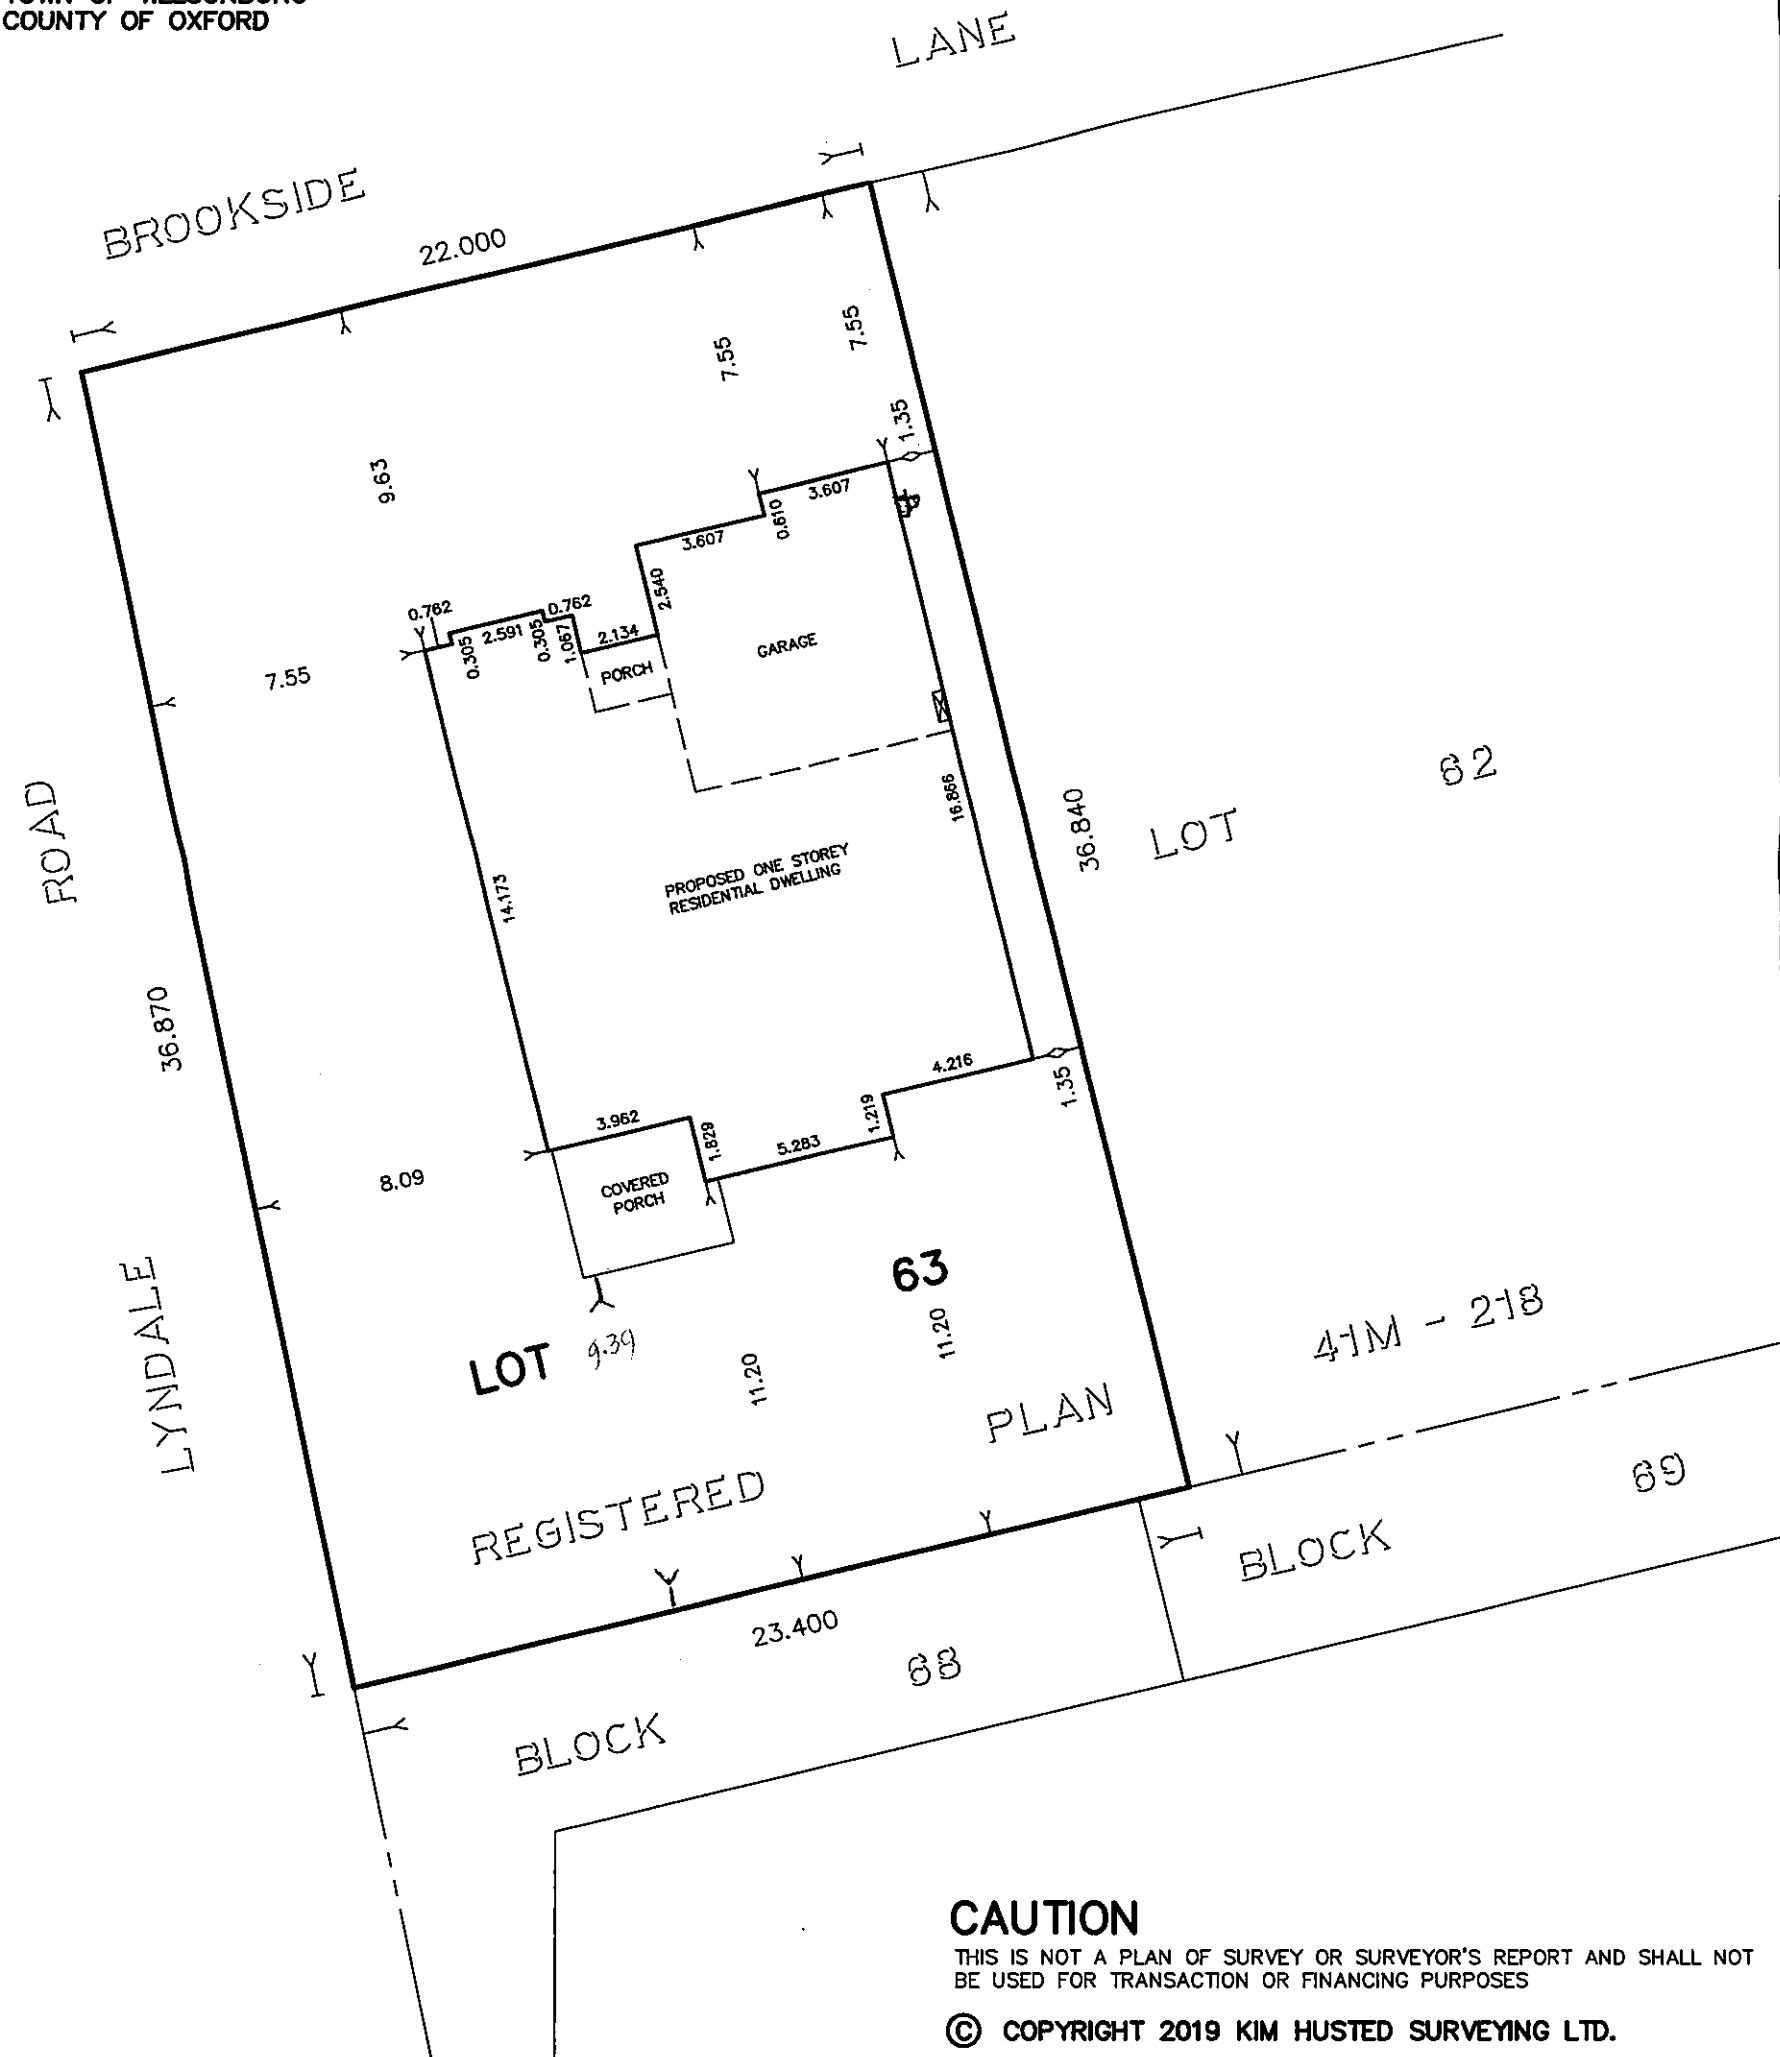 COUNTY OF OXFORD
LANE
BROOKSIDE
22.000
7.55
7.55
1.35
9.63
3.607
0.610
3.607
2.540
0.762
0.762
2.591
0.305
0.305
1.067
2.134
PORCH
GARAGE
7.55
ROAD
62
LOT
36.840
16.866
PROPOSED ONE STOREY
RESIDENTIAL DWELLING
14.173
36.870
4.216
1.35
1.219
3.962
1.829
5.283
8.09
COVERED
PORCH
63
LYNDALE
LOT
9.39
11.20
11.20
41M - 218
PLAN
REGISTERED
69
BLOCK
23.400
68
BLOCK
CAUTION
THIS IS NOT A PLAN OF SURVEY OR SURVEYOR'S REPORT AND SHALL NOT
BE USED FOR TRANSACTION OR FINANCING PURPOSES
© COPYRIGHT 2019 KIM HUSTED SURVEYING LTD.